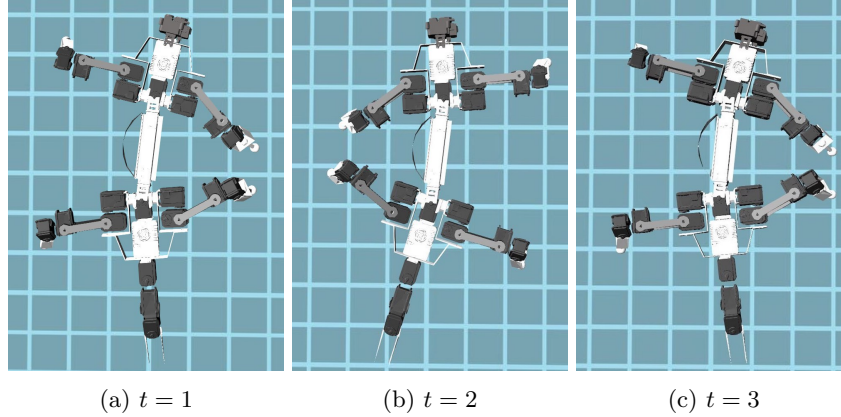 (a) t = 1
(b) t = 2
(c) t = 3